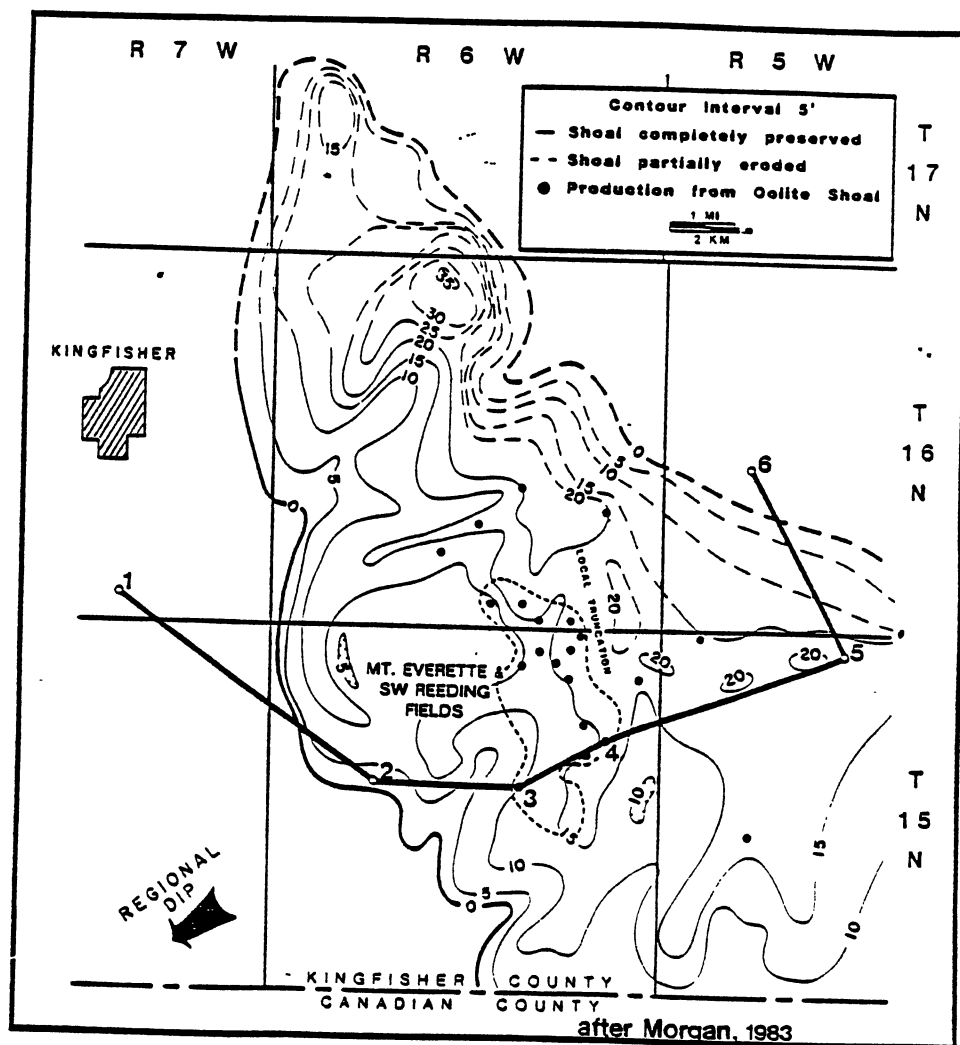 R 7 W
R 6 W
R 5 W
Contour Interval 5'
Shoal completely preserved
Shoal partially eroded
Production from Oolite Shoal
1 MI
2 KM
T
17
N
15
35
30
25
20
15
10
KINGFISHER
T
16
N
5
0
0
5
10
15
20
6
1
LOCAL TRUNCATION
20
5
MT. EVERETTE &
SW REEDING
FIELDS
20
20
20
5
2
3
4
10
15
T
15
N
15
10
10
5
0
REGIONAL
DIP
KINGFISHER COUNTY
CANADIAN COUNTY
after Morgan, 1983